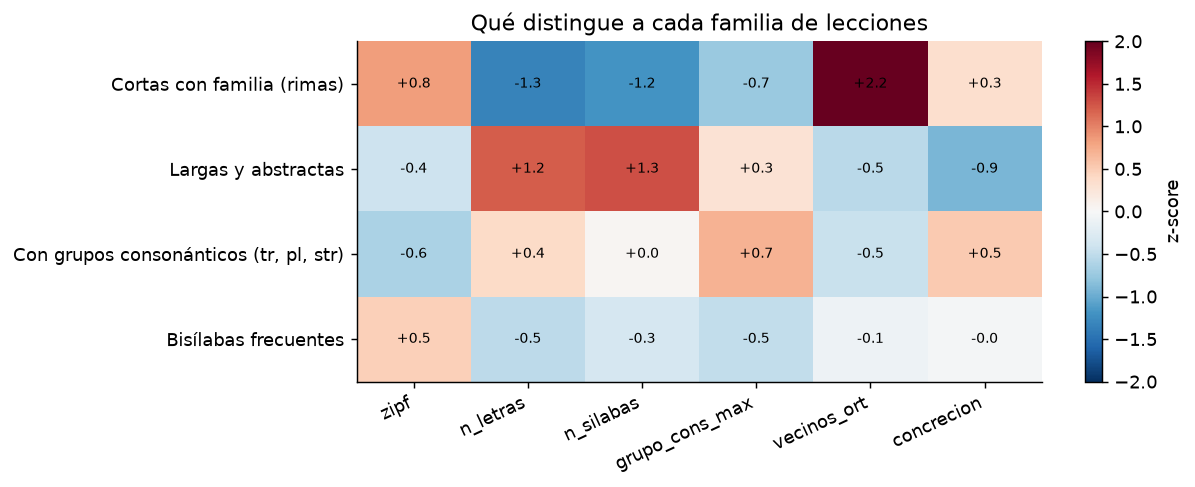 Qué distingue a cada familia de lecciones
Cortas con familia (rimas)
+0.8 -1.3 -1.2 -0.7 +2.2 +0.3
Largas y abstractas
-0.4 +1.2 +1.3 +0.3 -0.5 -0.9
Con grupos consonánticos (tr, pl, str)
-0.6 +0.4 +0.0 +0.7 -0.5 +0.5
Bisílabas frecuentes
+0.5 -0.5 -0.3 -0.5 -0.1 -0.0
zipf
n_letras
n_silabas
grupo_cons_max
vecinos_ort
concrecion
2.0
1.5
1.0
0.5
0.0
−0.5
−1.0
−1.5
−2.0
z-score